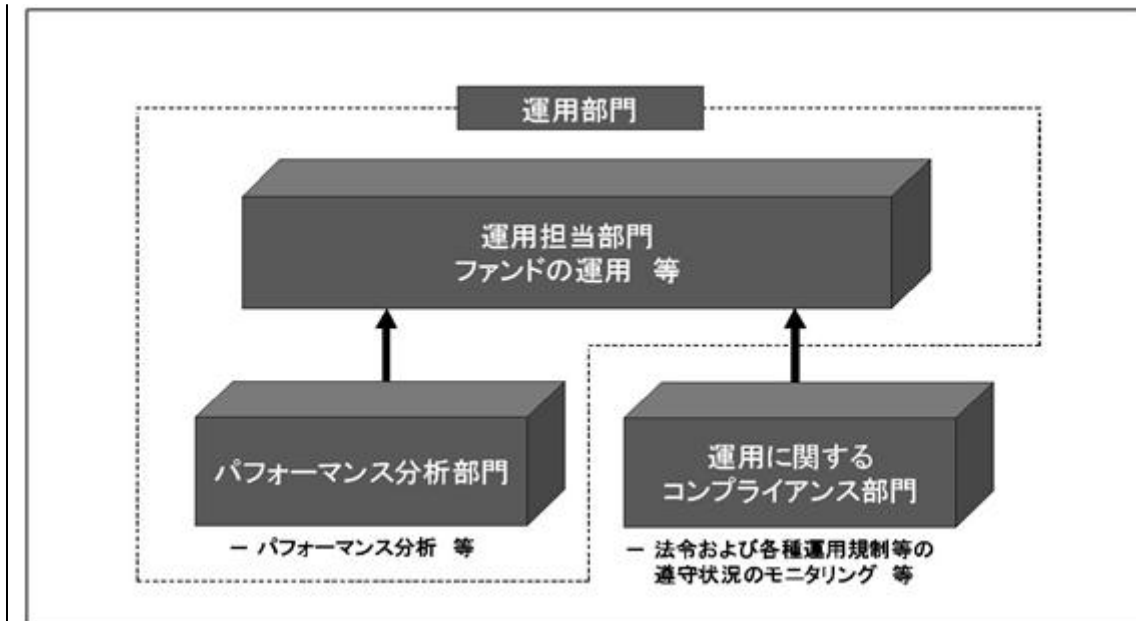 運用部門
運用担当部門
ファンドの運用 等
パフォーマンス分析部門
－ パフォーマンス分析 等
運用に関する
コンプライアンス部門
－ 法令および各種運用規制等の
遵守状況のモニタリング 等